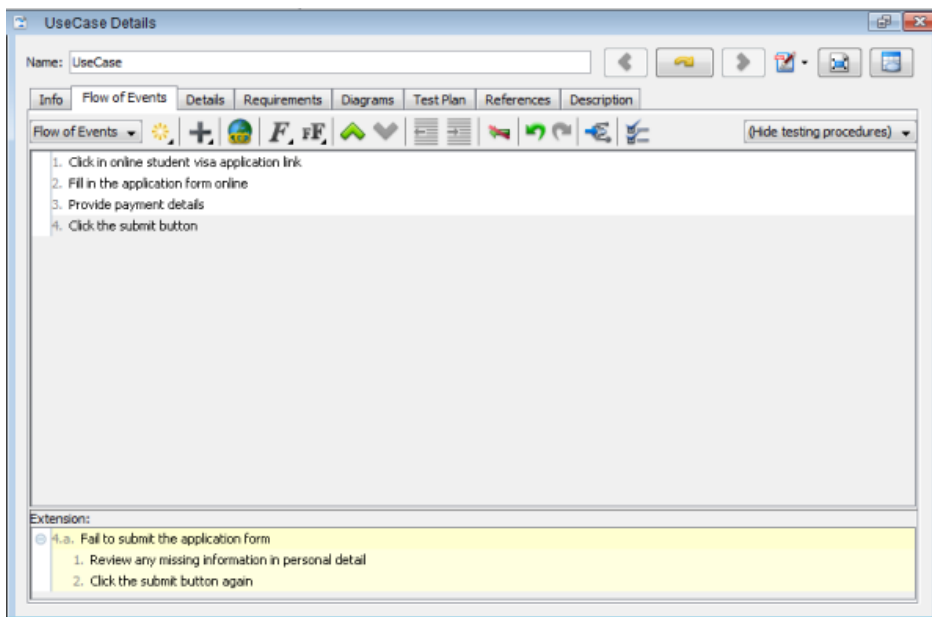 UseCase Details
Name: UseCase
Info Flow of Events Details Requirements Diagrams Test Plan References Description
Flow of Events F FF (Hide testing procedures)
1. Click in online student visa application link
2. Fill in the application form online
3. Provide payment details
4. Click the submit button
Extension:
4.a. Fail to submit the application form
1. Review any missing information in personal detail
2. Click the submit button again